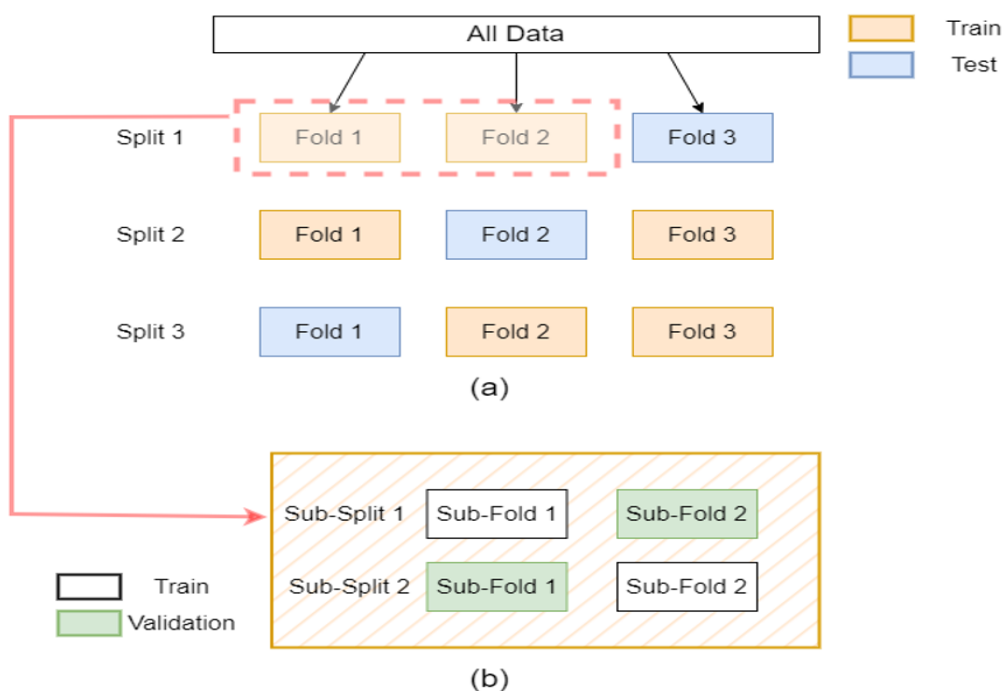 All Data
Train
Test
Split 1 Fold 1 Fold 2 Fold 3
Split 2 Fold 1 Fold 2 Fold 3
Split 3 Fold 1 Fold 2 Fold 3
(a)
Sub-Split 1 Sub-Fold 1 Sub-Fold 2
Sub-Split 2 Sub-Fold 1 Sub-Fold 2
Train
Validation
(b)